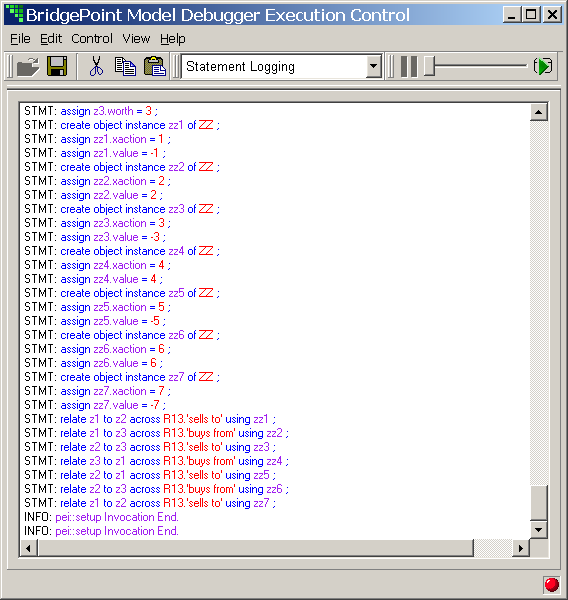 BridgePoint Model Debugger Execution Control
File Edit Control View Help
Statement Logging
STMT: assign z3.worth = 3 ;
STMT: create object instance zz1 of ZZ ;
STMT: assign zz1.xaction = 1 ;
STMT: assign zz1.value = -1 ;
STMT: create object instance zz2 of ZZ ;
STMT: assign zz2.xaction = 2 ;
STMT: assign zz2.value = 2 ;
STMT: create object instance zz3 of ZZ ;
STMT: assign zz3.xaction = 3 ;
STMT: assign zz3.value = -3 ;
STMT: create object instance zz4 of ZZ ;
STMT: assign zz4.xaction = 4 ;
STMT: assign zz4.value = 4 ;
STMT: create object instance zz5 of ZZ ;
STMT: assign zz5.xaction = 5 ;
STMT: assign zz5.value = -5 ;
STMT: create object instance zz6 of ZZ ;
STMT: assign zz6.xaction = 6 ;
STMT: assign zz6.value = 6 ;
STMT: create object instance zz7 of ZZ ;
STMT: assign zz7.xaction = 7 ;
STMT: assign zz7.value = -7 ;
STMT: relate z1 to z2 across R13.'sells to' using zz1 ;
STMT: relate z1 to z3 across R13.'buys from' using zz2 ;
STMT: relate z2 to z3 across R13.'sells to' using zz3 ;
STMT: relate z3 to z1 across R13.'buys from' using zz4 ;
STMT: relate z2 to z1 across R13.'sells to' using zz5 ;
STMT: relate z2 to z3 across R13.'buys from' using zz6 ;
STMT: relate z1 to z2 across R13.'sells to' using zz7 ;
INFO: pei::setup Invocation End.
INFO: pei::setup Invocation End.